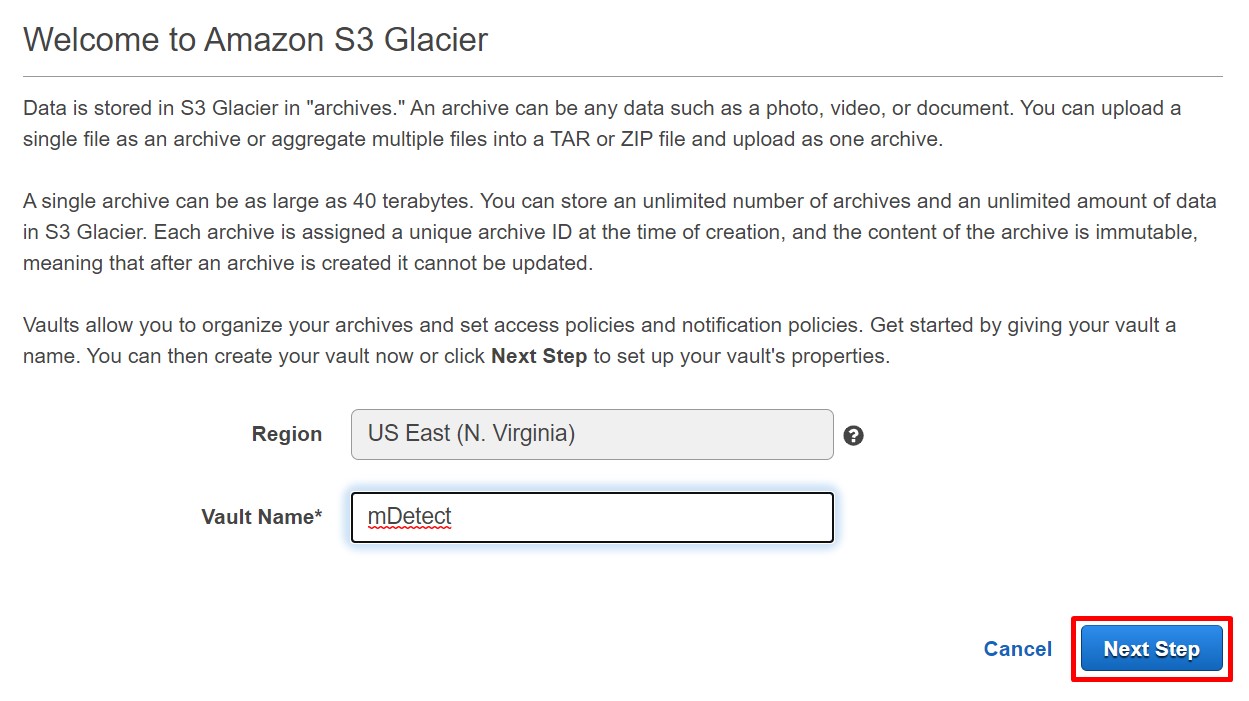 Welcome to Amazon S3 Glacier
Data is stored in S3 Glacier in "archives." An archive can be any data such as a photo, video, or document. You can upload a
single file as an archive or aggregate multiple files into a TAR or ZIP file and upload as one archive.
A single archive can be as large as 40 terabytes. You can store an unlimited number of archives and an unlimited amount of data
in S3 Glacier. Each archive is assigned a unique archive ID at the time of creation, and the content of the archive is immutable,
meaning that after an archive is created it cannot be updated.
Vaults allow you to organize your archives and set access policies and notification policies. Get started by giving your vault a
name. You can then create your vault now or click Next Step to set up your vault's properties.
Region US East (N. Virginia) ?
Vault Name* mDetect
Cancel Next Step